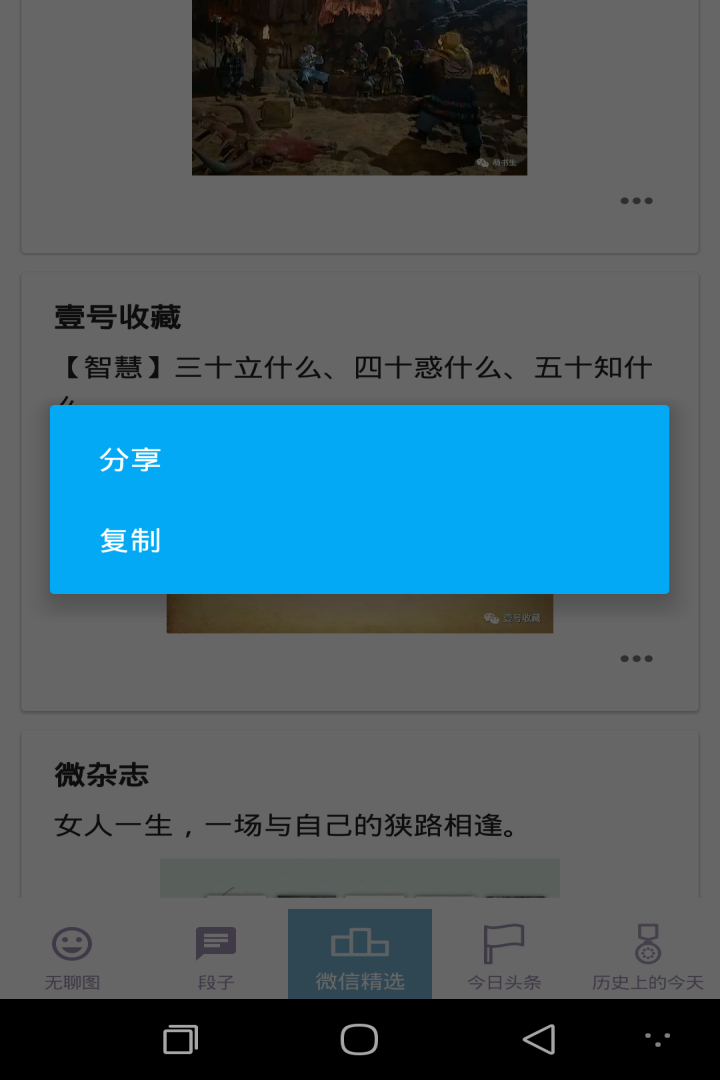 萌书生
壹号收藏
【智慧】三十立什么、四十惑什么、五十知什
分享
复制
壹号收藏
微杂志
女人一生，一场与自己的狭路相逢。
无聊图
段子
微信精选
今日头条
历史上的今天